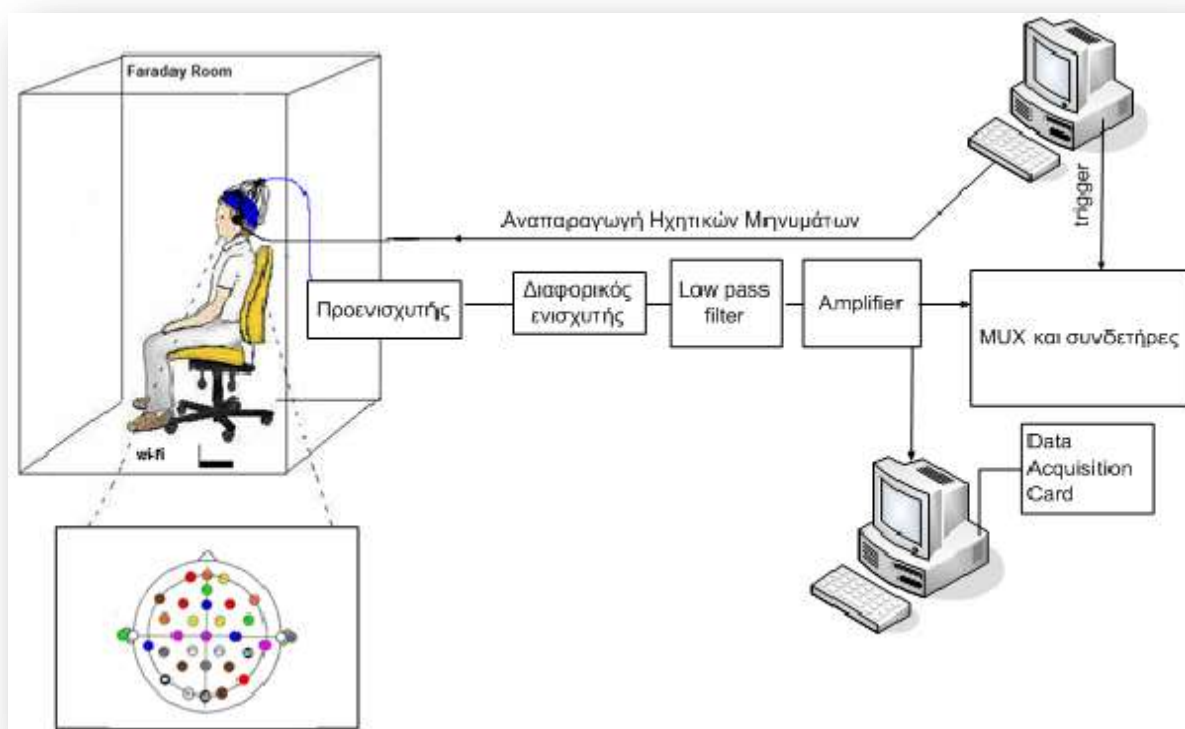 Faraday Room
trigger
Αναπαραγωγή Ηχητικών Μηνυμάτων
Προενισχυτής
Διαφορικός
ενισχυτής
Low pass
filter
Amplifier
MUX και συνδετήρες
wi-fi
Data
Acquisition
Card